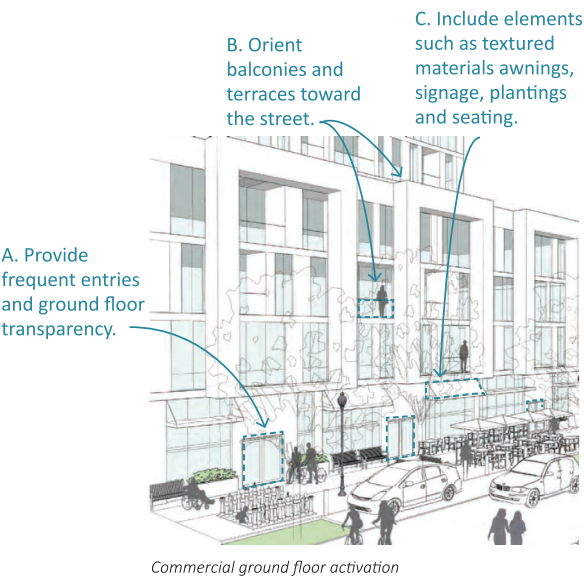 C. Include elements
such as textured
materials awnings,
signage, plantings
and seating.
B. Orient
balconies and
terraces toward
the street.
A. Provide
frequent entries
and ground floor
transparency.
Commercial ground floor activation